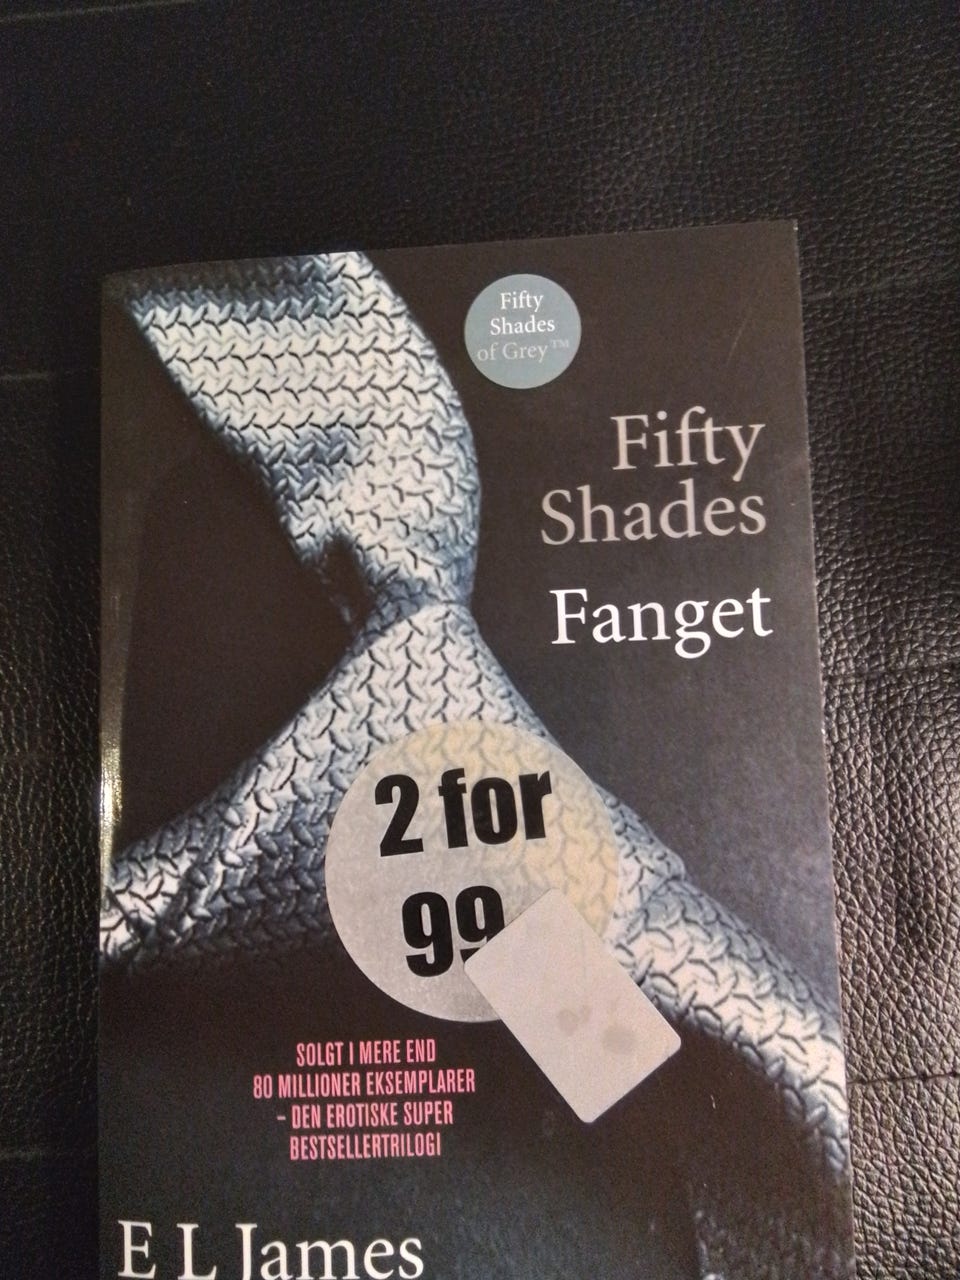 Fifty
Shades
of Grey™
Fifty
Shades
Fanget
2 for
99
SOLGT I MERE END
80 MILLIONER EKSEMPLARER
– DEN EROTISKE SUPER
BESTSELLERTRILOGI
E L James